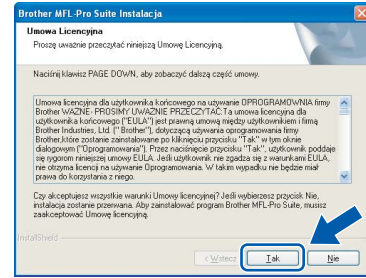 Brother MFL-Pro Suite Instalacja
Umowa Licencyjna
Proszę uważnie przeczytać niniejszą Umowę Licencyjną.
Naciśnij klawisz PAGE DOWN, aby zobaczyć dalszą część umowy.
Umowa licencyjna dla użytkownika końcowego na używanie OPROGRAMOWNIA firmy
Brother WAŻNE- PROSIMY UWAŻNIE PRZECZYTAĆ:Ta umowa licencyjna dla
użytkownika końcowego ("EULA") jest prawną umową między użytkownikiem i firmą
Brother Industries, Ltd. (" Brother"), dotyczącą używania oprogramowania firmy
Brother,które zostanie zainstalowane po kliknięciu przycisku "Tak" w tym oknie
dialogowym ("Oprogramowania"). Przez naciśnięcie przycisku "Tak", użytkownik poddaje
się rygorom niniejszej umowy EULA. Jeśli użytkownik nie zgadza się z warunkami EULA,
nie otrzyma licencji na używanie Oprogramowania. W takim wypadku nie będzie miał
prawa do korzystania z niego.
Czy akceptujesz wszystkie warunki Umowy licencyjnej? Jeśli wybierzesz przycisk Nie,
instalacja zostanie przerwana. Aby zainstalować program Brother MFL-Pro Suite, musisz
zaakceptować Umowę licencyjną.
InstallShield
< Wstecz Tak Nie